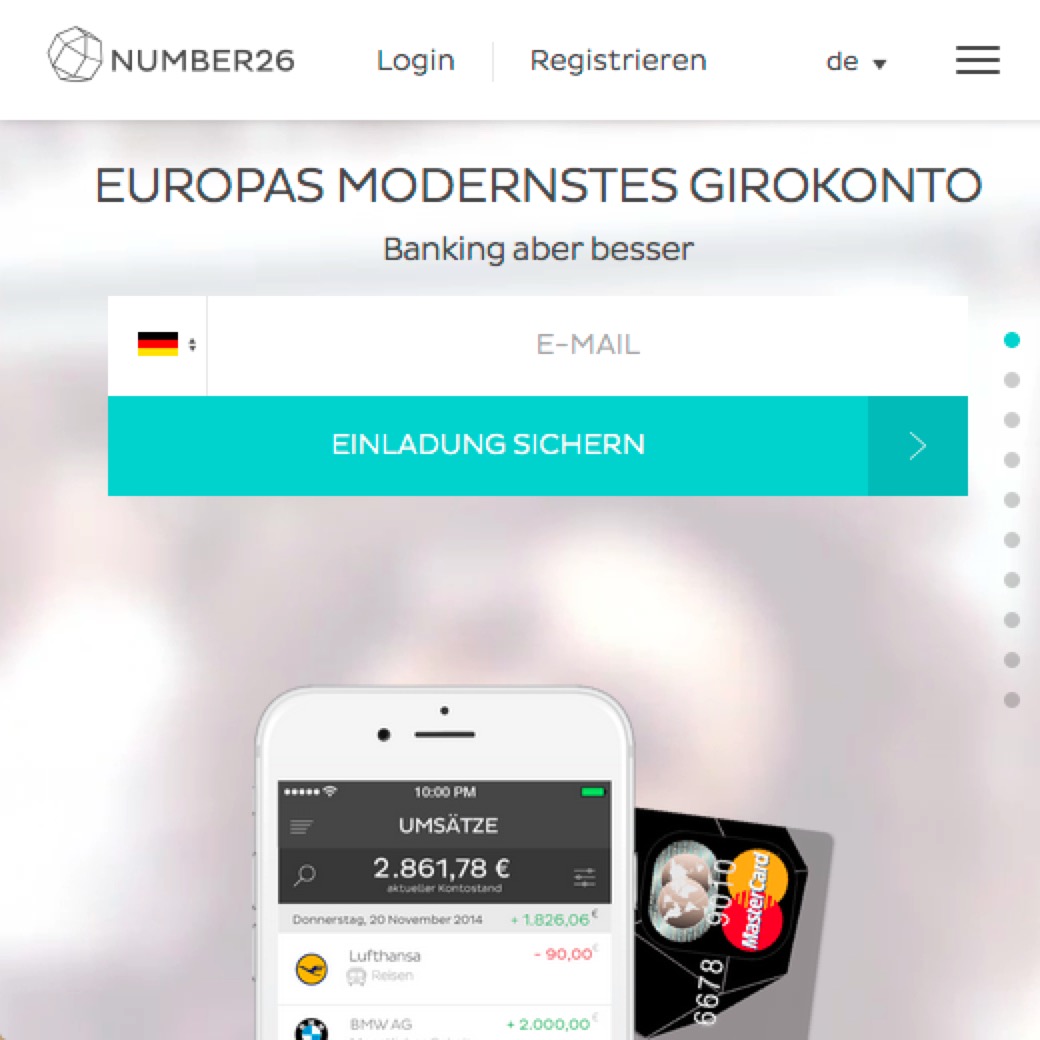 NUMBER26 Login Registrieren de
EUROPAS MODERNSTES GIROKONTO
Banking aber besser
E-MAIL
EINLADUNG SICHERN
10:00 PM
UMSÄTZE
2.861,78 €
aktueller Kontostand
Donnerstag, 20 November 2014 + 1.826,06 €
Lufthansa - 90,00 €
Reisen
BMW AG + 2.000,00 €
MasterCard
6678 9010